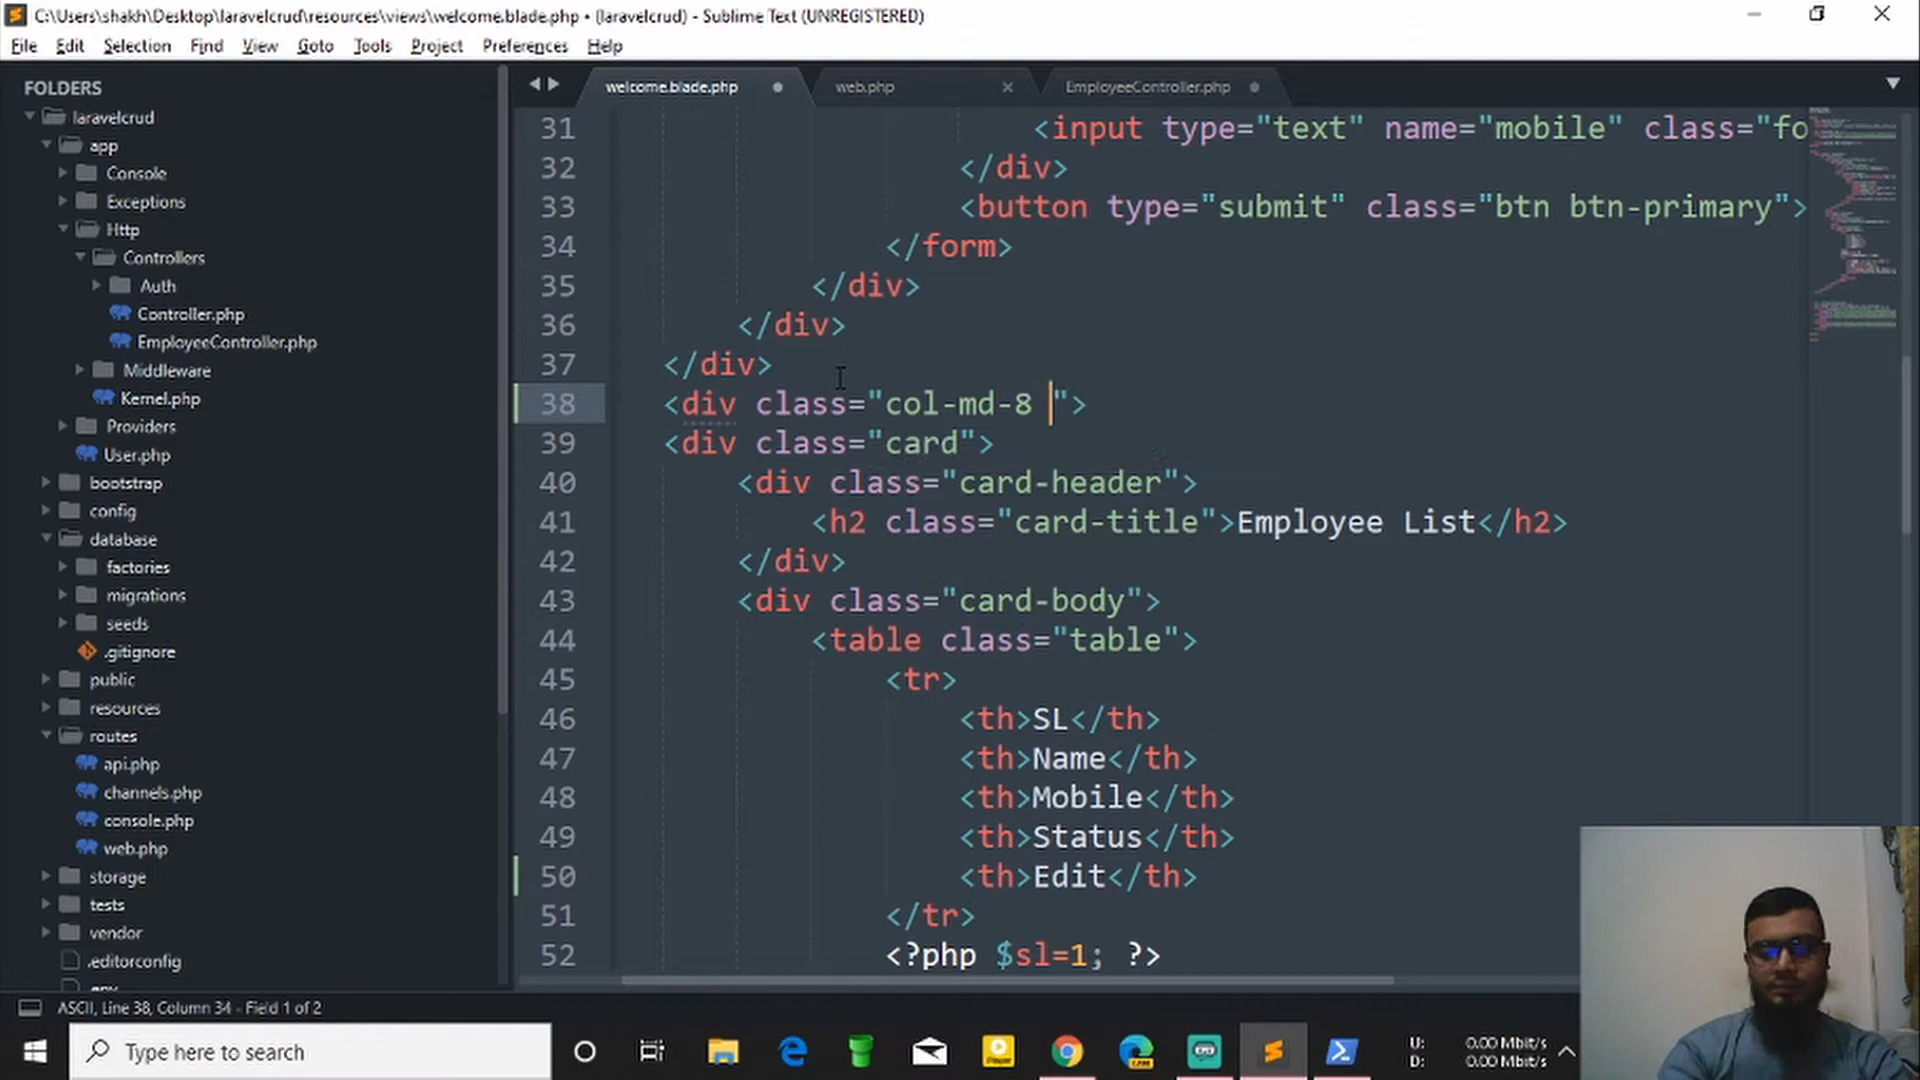 C:\Users\shakh\Desktop\laravelcrud\resources\views\welcome.blade.php • (laravelcrud) - Sublime Text (UNREGISTERED)
File Edit Selection Find View Goto Tools Project Preferences Help
FOLDERS
laravelcrud
app
Console
Exceptions
Http
Controllers
Auth
Controller.php
EmployeeController.php
Middleware
Kernel.php
Providers
User.php
bootstrap
config
database
factories
migrations
seeds
.gitignore
public
resources
routes
api.php
channels.php
console.php
web.php
storage
tests
vendor
.editorconfig
welcome.blade.php web.php EmployeeController.php
31 <input type="text" name="mobile" class="fo
32 </div>
33 <button type="submit" class="btn btn-primary">
34 </form>
35 </div>
36 </div>
37 </div>
38 <div class="col-md-8 ">
39 <div class="card">
40 <div class="card-header">
41 <h2 class="card-title">Employee List</h2>
42 </div>
43 <div class="card-body">
44 <table class="table">
45 <tr>
46 <th>SL</th>
47 <th>Name</th>
48 <th>Mobile</th>
49 <th>Status</th>
50 <th>Edit</th>
51 </tr>
52 <?php $sl=1; ?>
ASCII, Line 38, Column 34 - Field 1 of 2
Type here to search
U: 0.00 Mbit/s
D: 0.00 Mbit/s